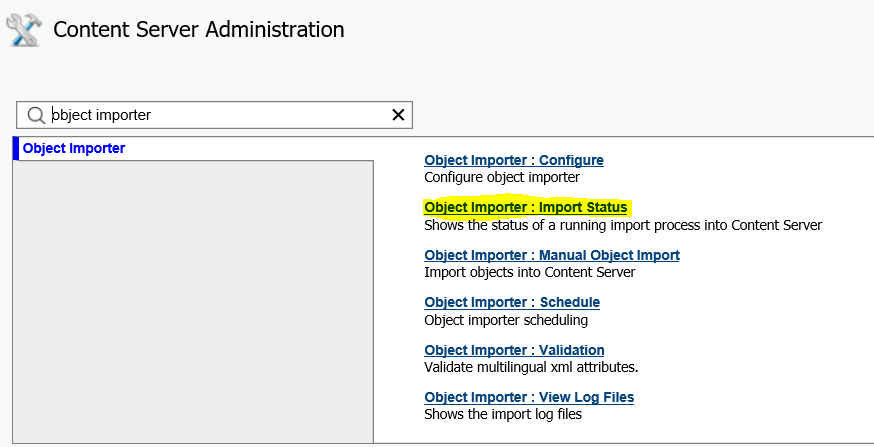 Content Server Administration
object importer
Object Importer
Object Importer : Configure
Configure object importer
Object Importer : Import Status
Shows the status of a running import process into Content Server
Object Importer : Manual Object Import
Import objects into Content Server
Object Importer : Schedule
Object importer scheduling
Object Importer : Validation
Validate multilingual xml attributes.
Object Importer : View Log Files
Shows the import log files